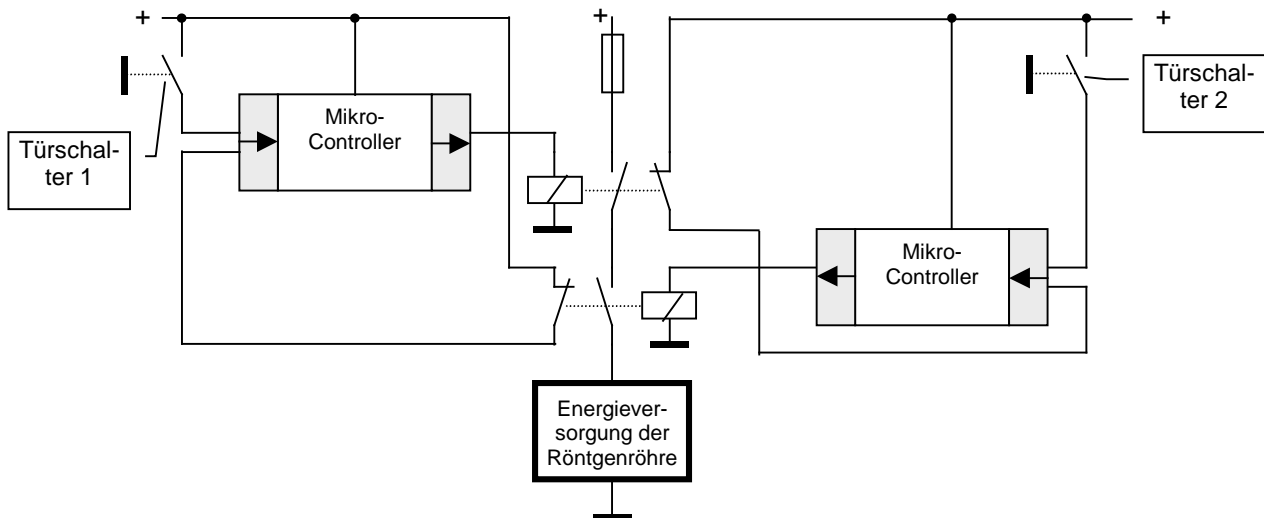 +
+
+
Türschal-
ter 1
Mikro-
Controller
Türschal-
ter 2
Mikro-
Controller
Energiever-
sorgung der
Röntgenröhre